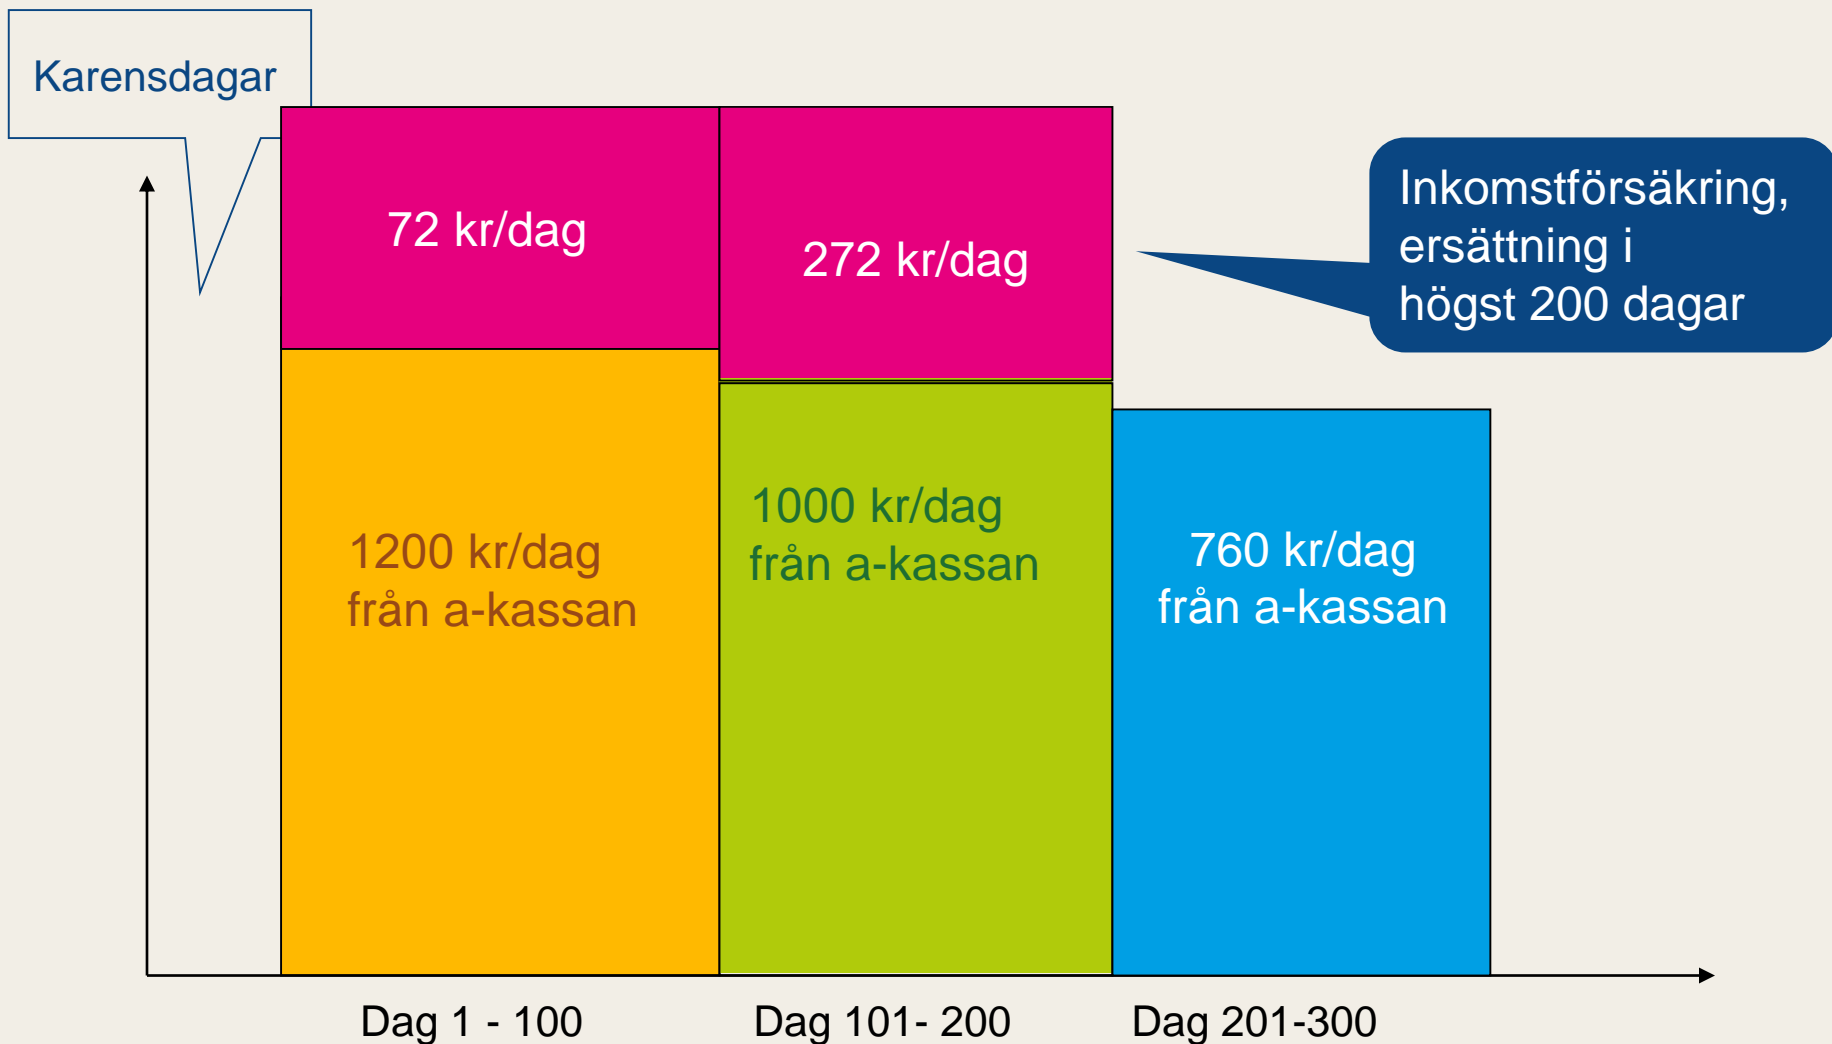 Karensdagar
72 kr/dag
272 kr/dag
Inkomstförsäkring,
ersättning i
högst 200 dagar
1200 kr/dag
från a-kassan
1000 kr/dag
från a-kassan
760 kr/dag
från a-kassan
Dag 1 - 100
Dag 101- 200
Dag 201-300